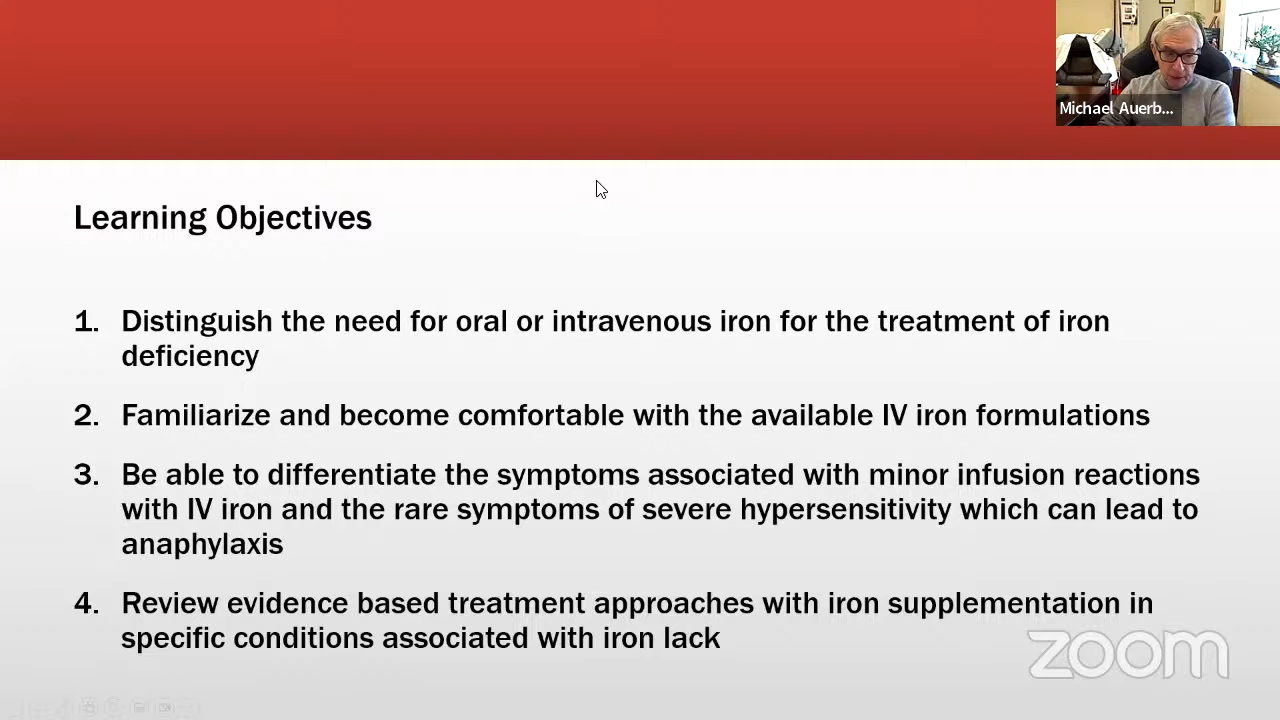 Michael Auerb...
Learning Objectives
1. Distinguish the need for oral or intravenous iron for the treatment of iron
deficiency
2. Familiarize and become comfortable with the available IV iron formulations
3. Be able to differentiate the symptoms associated with minor infusion reactions
with IV iron and the rare symptoms of severe hypersensitivity which can lead to
anaphylaxis
4. Review evidence based treatment approaches with iron supplementation in
specific conditions associated with iron lack
zoom